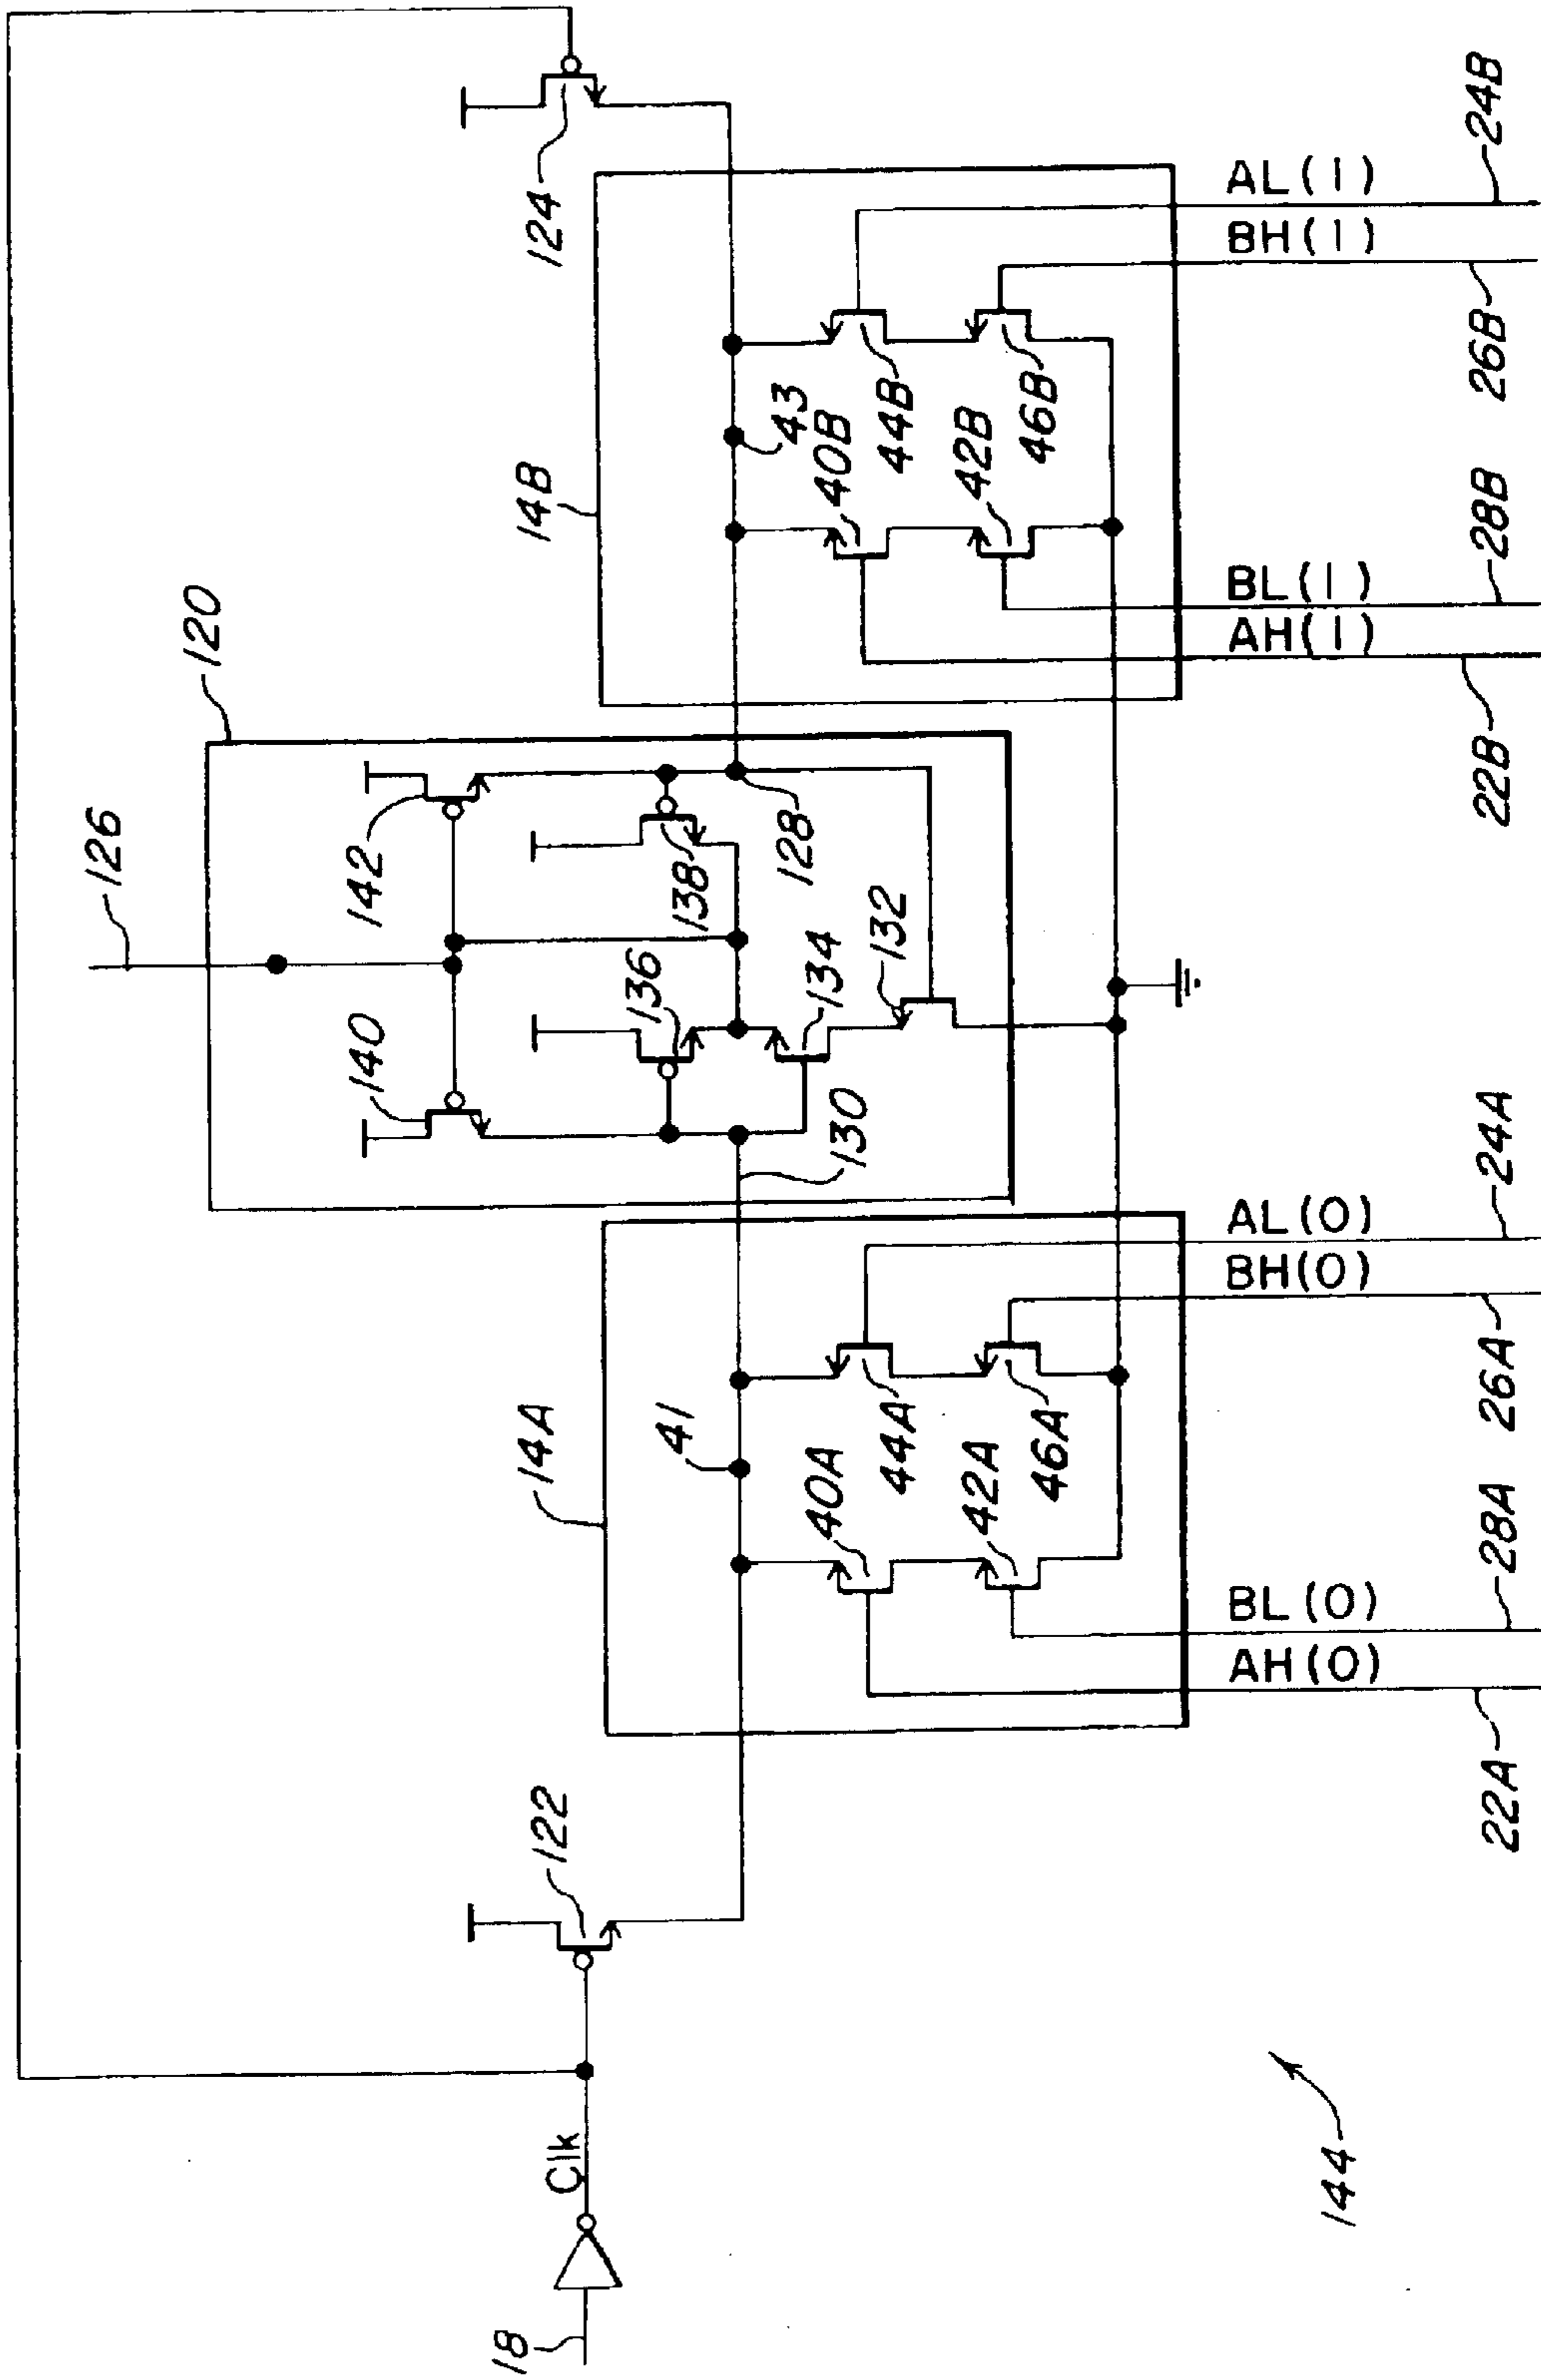 126
120
142
140
124
136
138
128
14A
14B
122
41
43
134
130
132
40A
40B
44A
44B
42A
42B
46A
46B
18
Clk
AH(0)
BL(0)
BH(0)
AL(0)
AH(1)
BL(1)
BH(1)
AL(1)
144
22A
28A
26A
24A
22B
28B
26B
24B